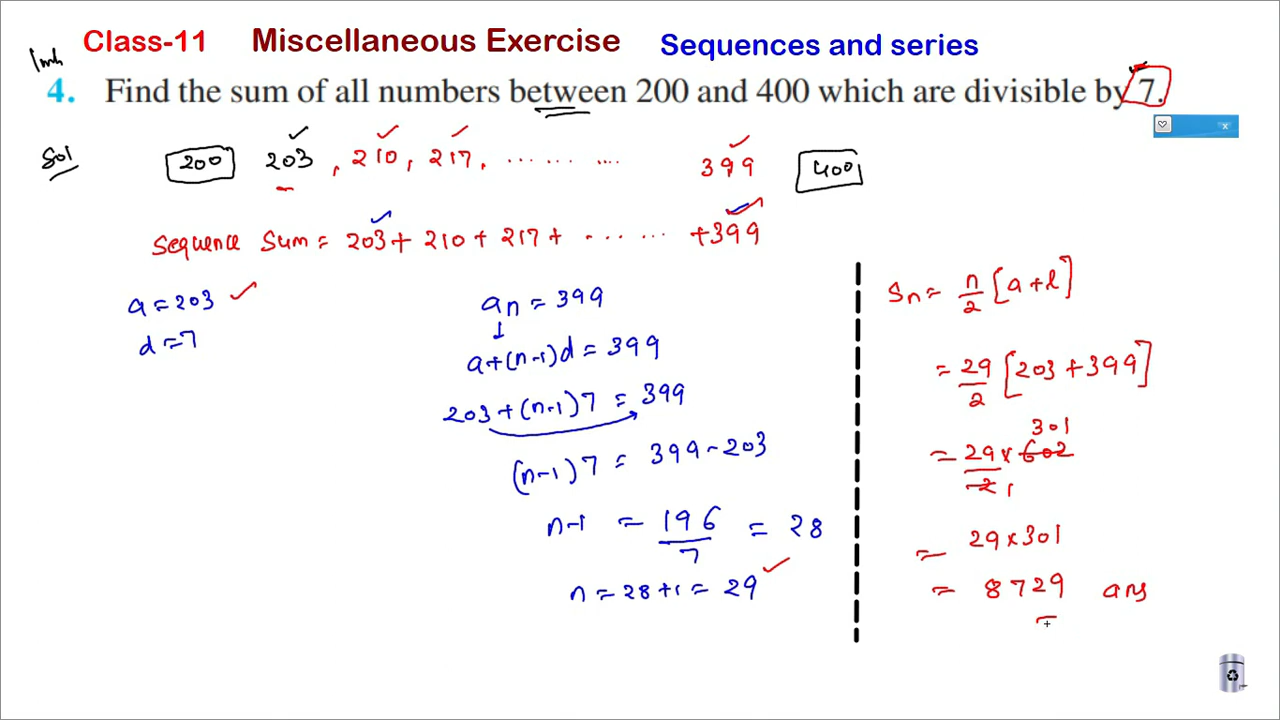 Class-11 Miscellaneous Exercise Sequences and series
4. Find the sum of all numbers between 200 and 400 which are divisible by 7.
Sol 200 203, 210, 217, ........... 399 400
Sequence Sum = 203 + 210 + 217 + ....... +399
a = 203
d = 7
an = 399
↓
a+(n-1)d = 399
203+(n-1)7 = 399
(n-1)7 = 399-203
n-1 = 196/7 = 28
n = 28+1 = 29
Sn = n/2 [a+l]
= 29/2 [203+399]
301
= 29×602
2 1
= 29×301
= 8729 ans